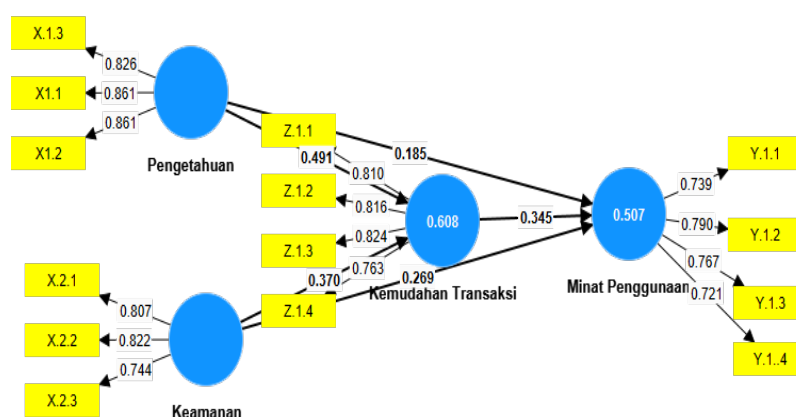 X.1.3
0.826
X1.1
0.861
X1.2
0.861
Pengetahuan
Z.1.1
0.491
0.185
0.810
Z.1.2
0.816
0.608
0.345
0.507
Z.1.3
0.824
0.763
0.370
0.269
Z.1.4
Kemudahan Transaksi
Minat Penggunaan
Y.1.1
0.739
0.790
Y.1.2
0.767
0.721
Y.1.3
Y.1..4
X.2.1
0.807
X.2.2
0.822
X.2.3
0.744
Keamanan